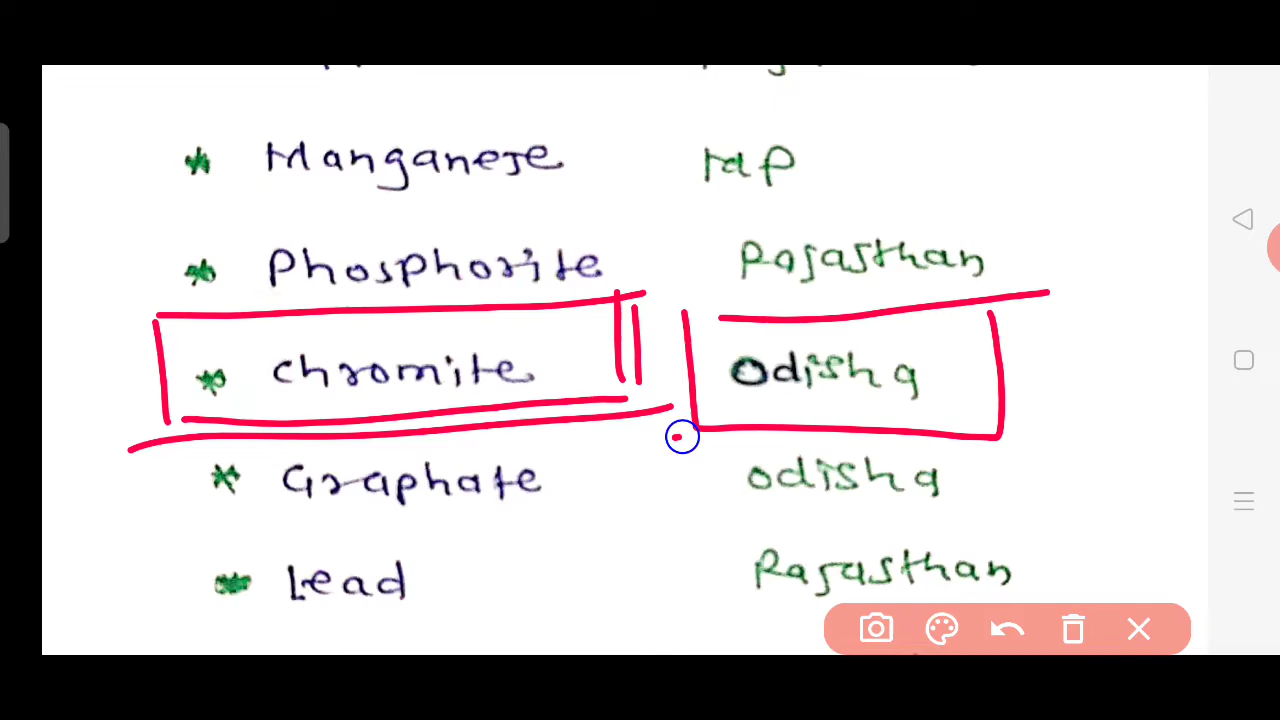 * Manganese MP
* Phosphorite Rajasthan
* Chromite Odisha
* Graphate Odisha
* Lead Rajasthan